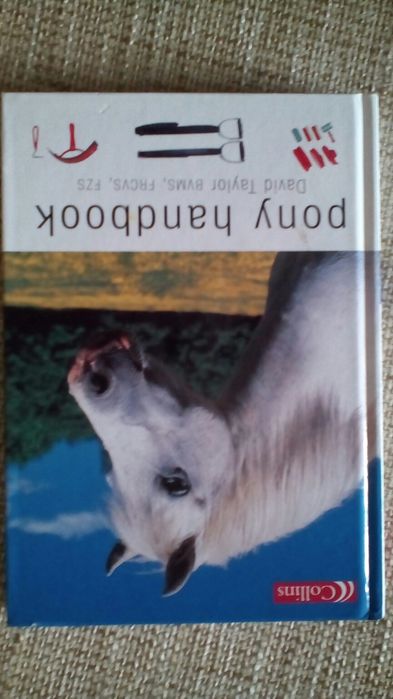 Collins
pony handbook
David Taylor BVMS, FRCVS, FZS